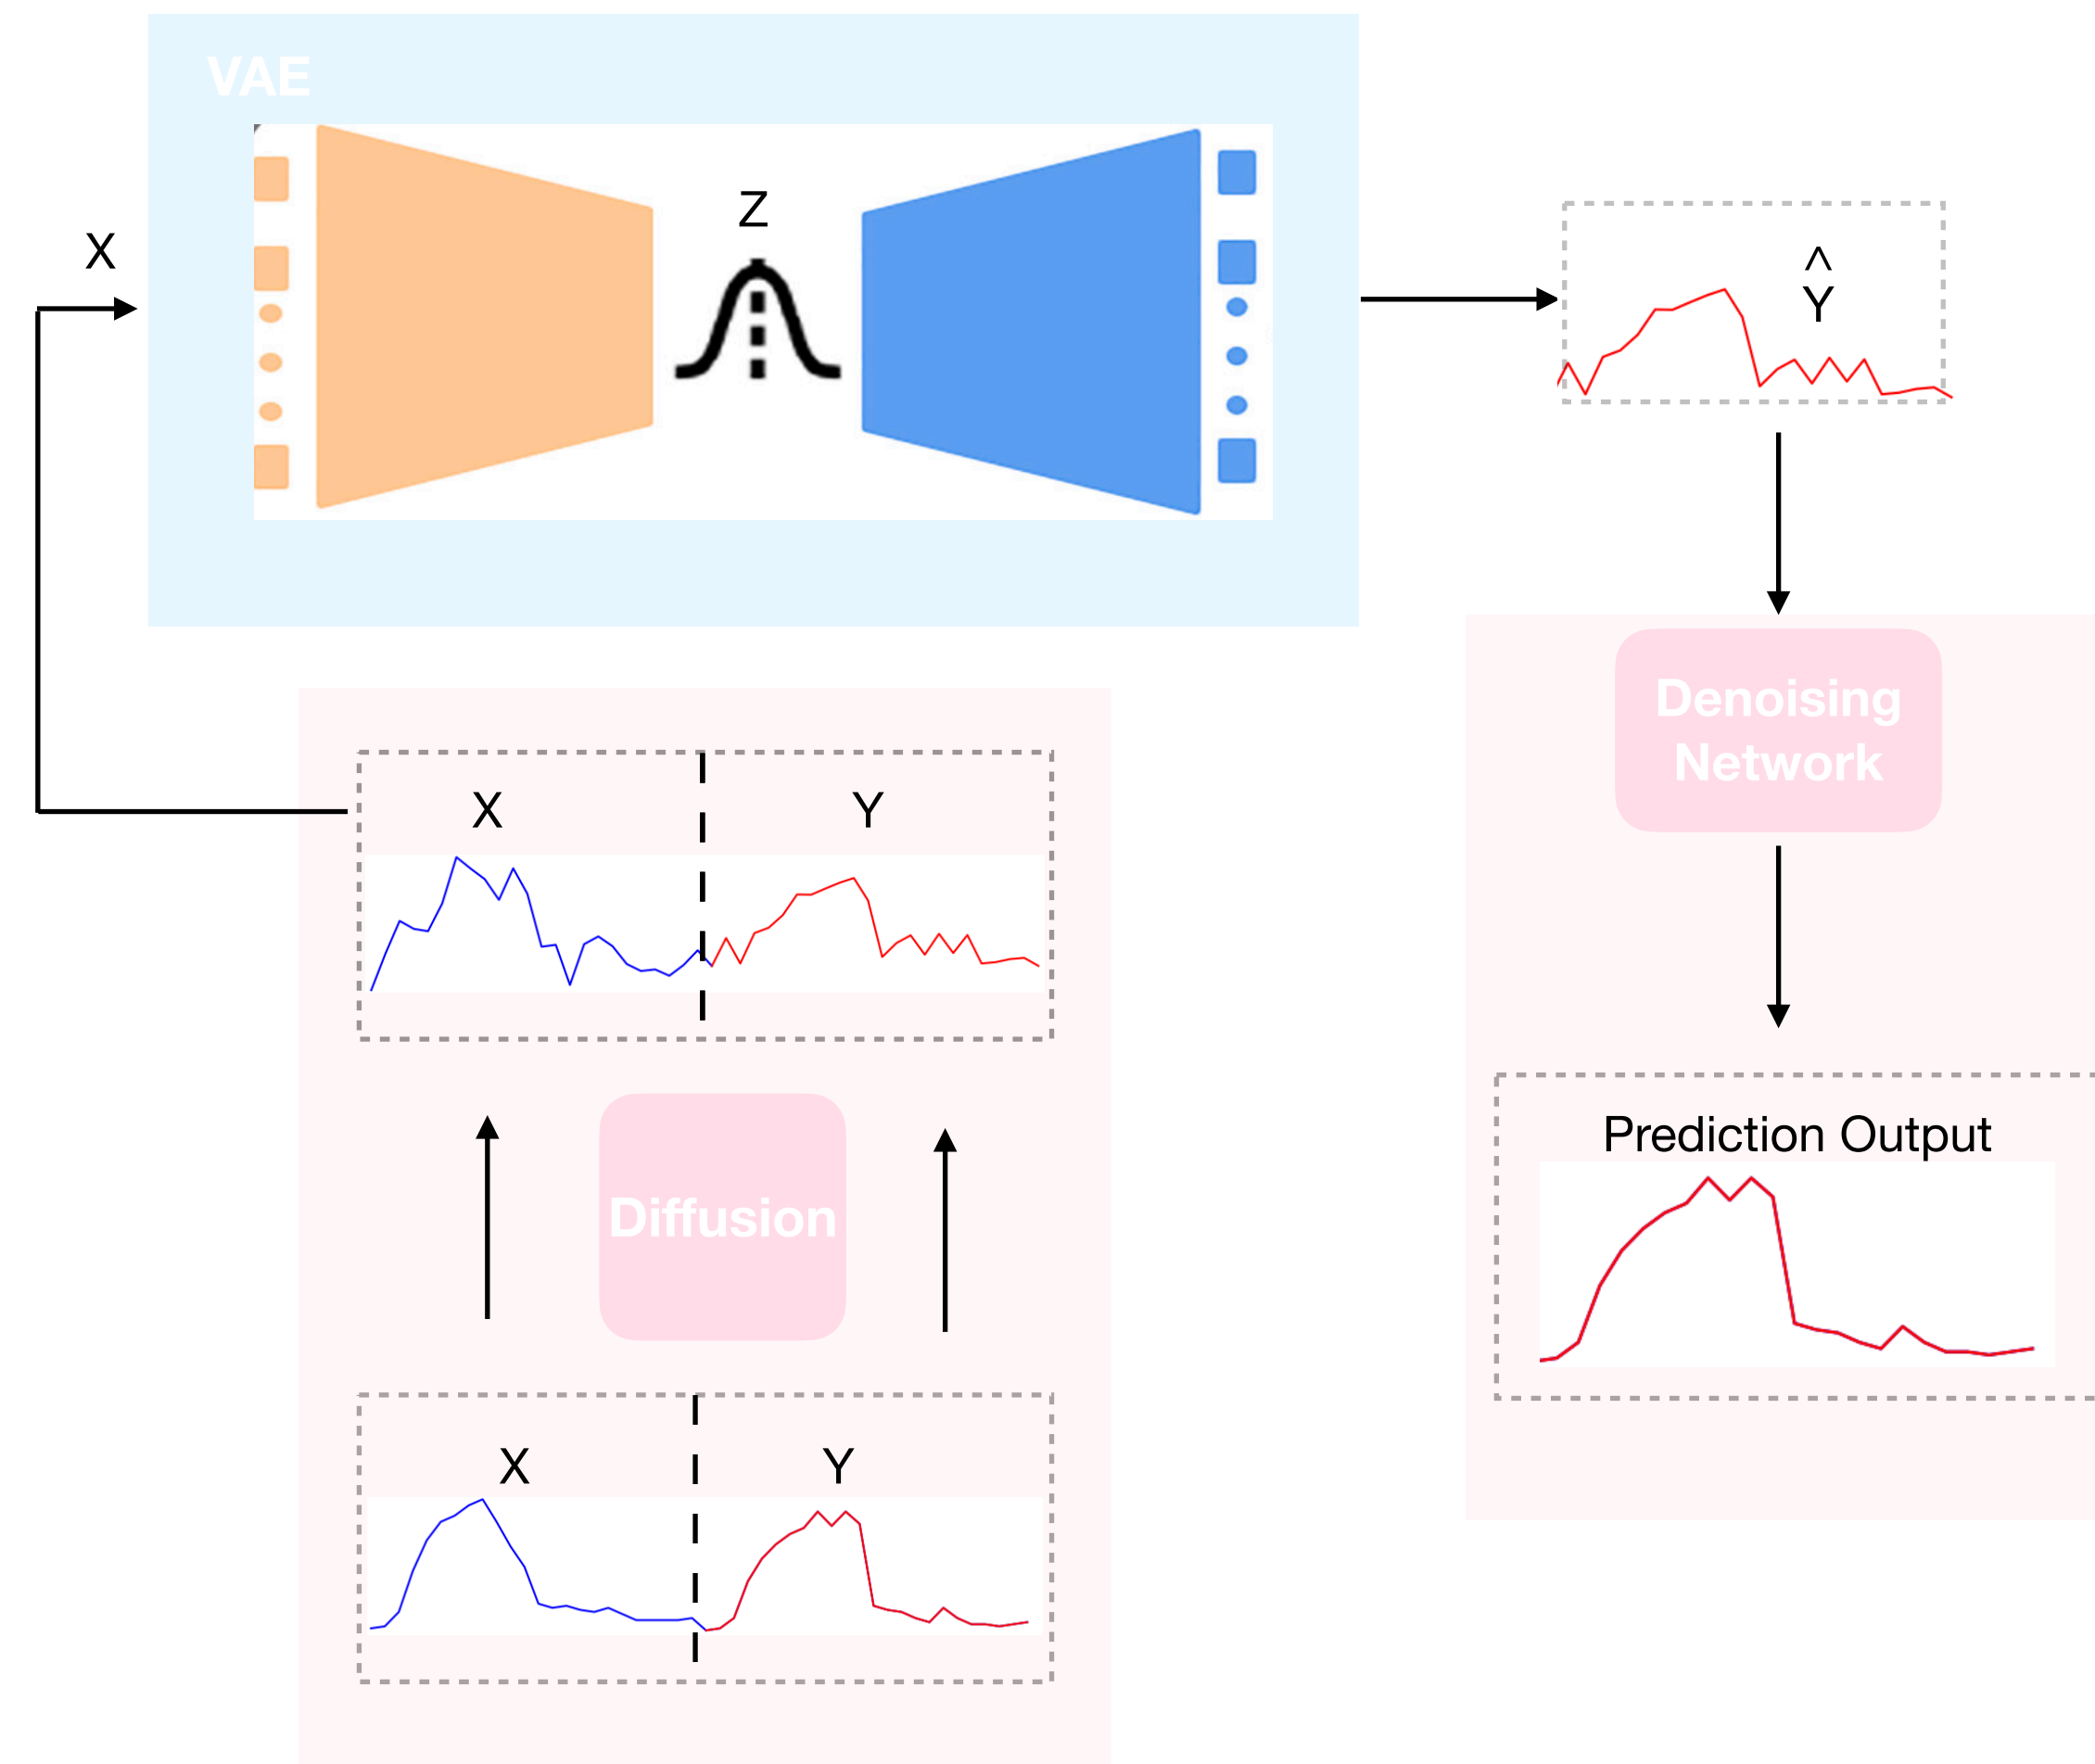 VAE
Z
X
^
Y
Denoising
Network
X
Y
Prediction Output
Diffusion
X
Y